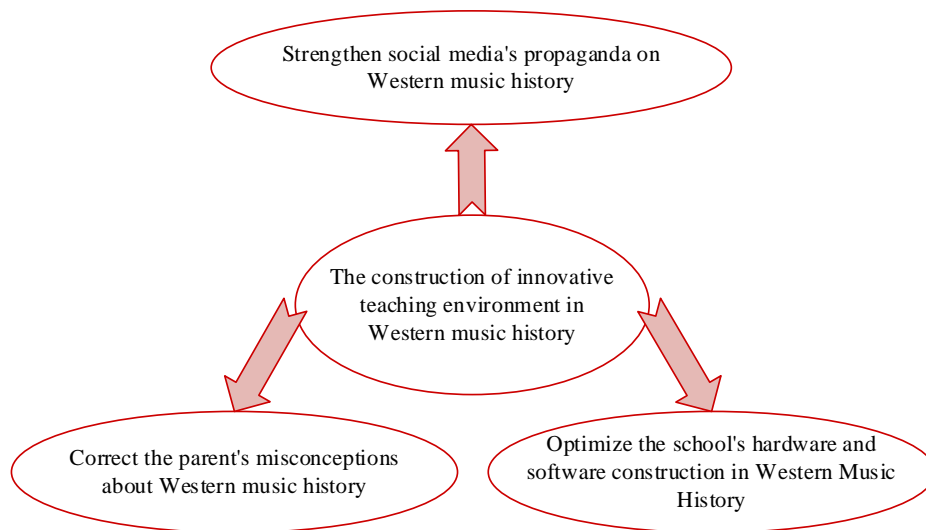 Strengthen social media's propaganda on
Western music history
The construction of innovative
teaching environment in
Western music history
Correct the parent's misconceptions
about Western music history
Optimize the school's hardware and
software construction in Western Music
History